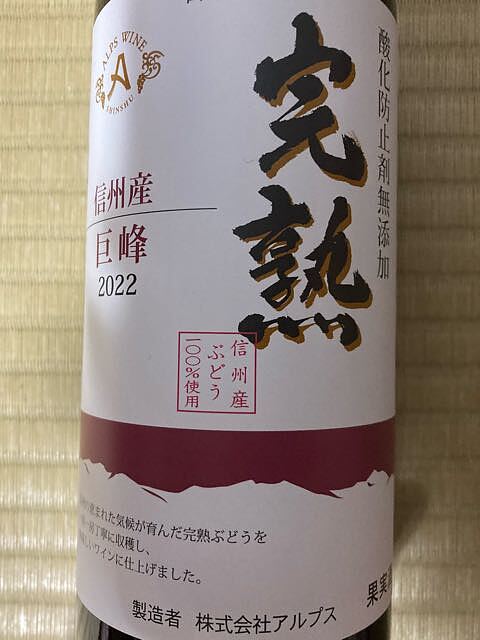 ALPS WINE
A
SHINSHU
酸化防止剤無添加
完熟
信州産
巨峰
2022
信州産
ぶどう
100%使用
まれた気候が育んだ完熟ぶどうを
丁寧に収穫し、
しいワインに仕上げました。
製造者 株式会社アルプス
果実